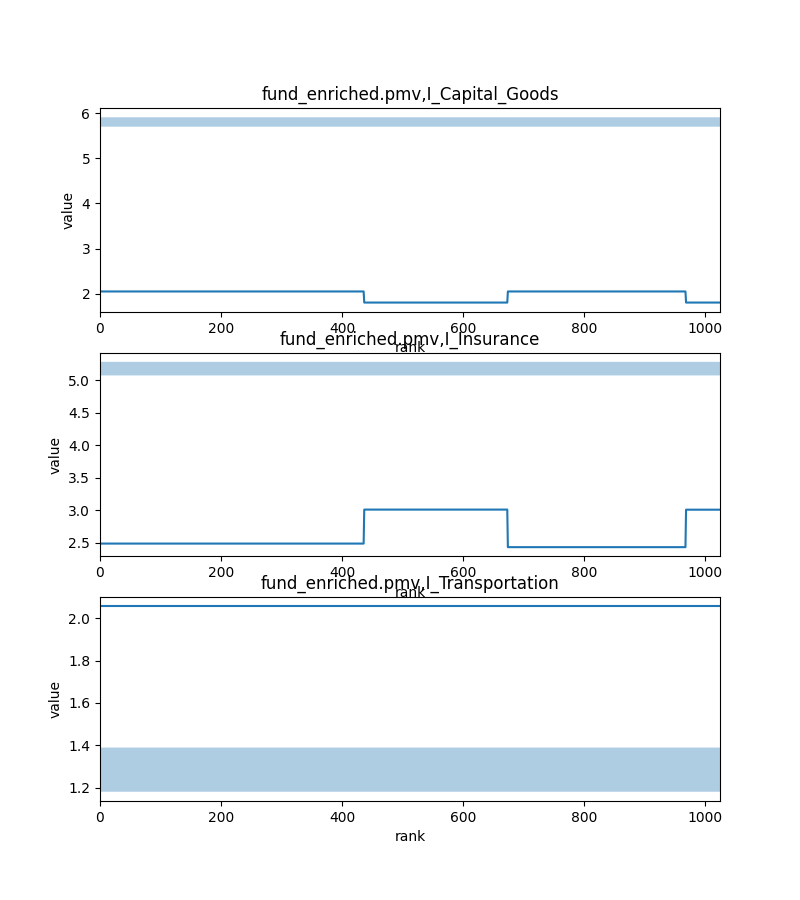 fund_enriched.pmv,I_Capital_Goods
6
5
4
3
2
value
0 200 400 600 800 1000
rank
fund_enriched.pmv,I_Insurance
5.0
4.5
4.0
3.5
3.0
2.5
value
0 200 400 600 800 1000
rank
fund_enriched.pmv,I_Transportation
2.0
1.8
1.6
1.4
1.2
value
0 200 400 600 800 1000
rank